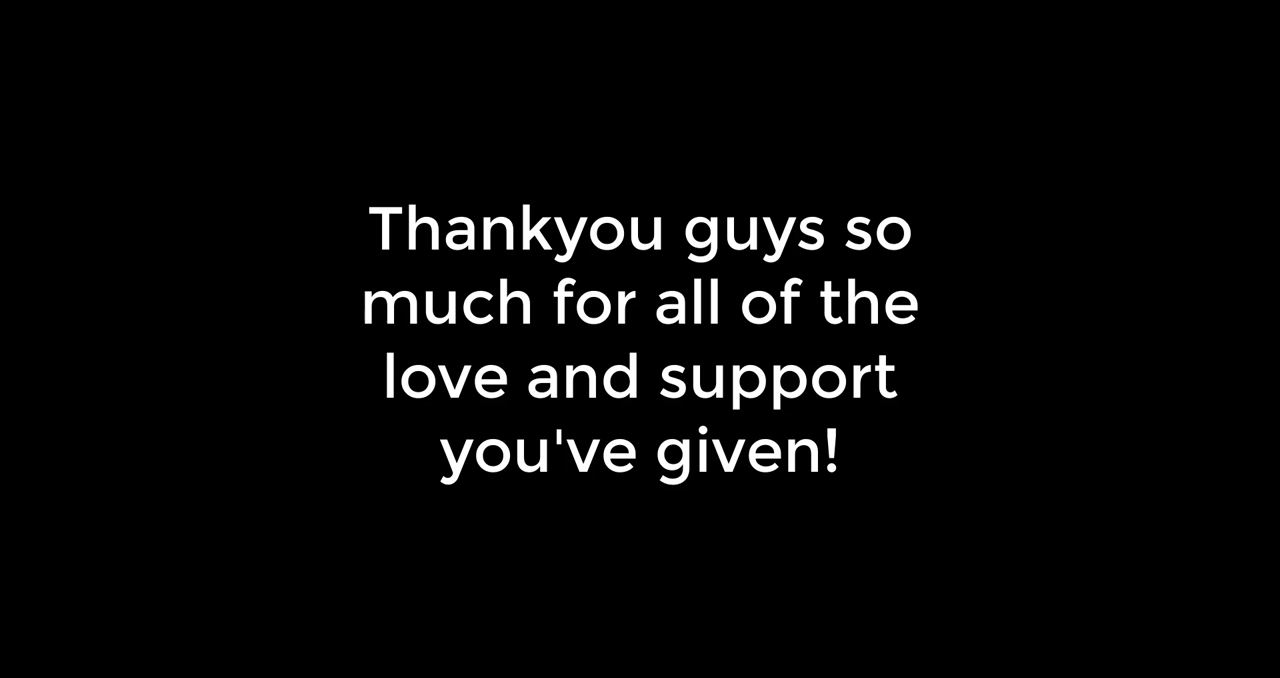 Thankyou guys so
much for all of the
love and support
you've given!